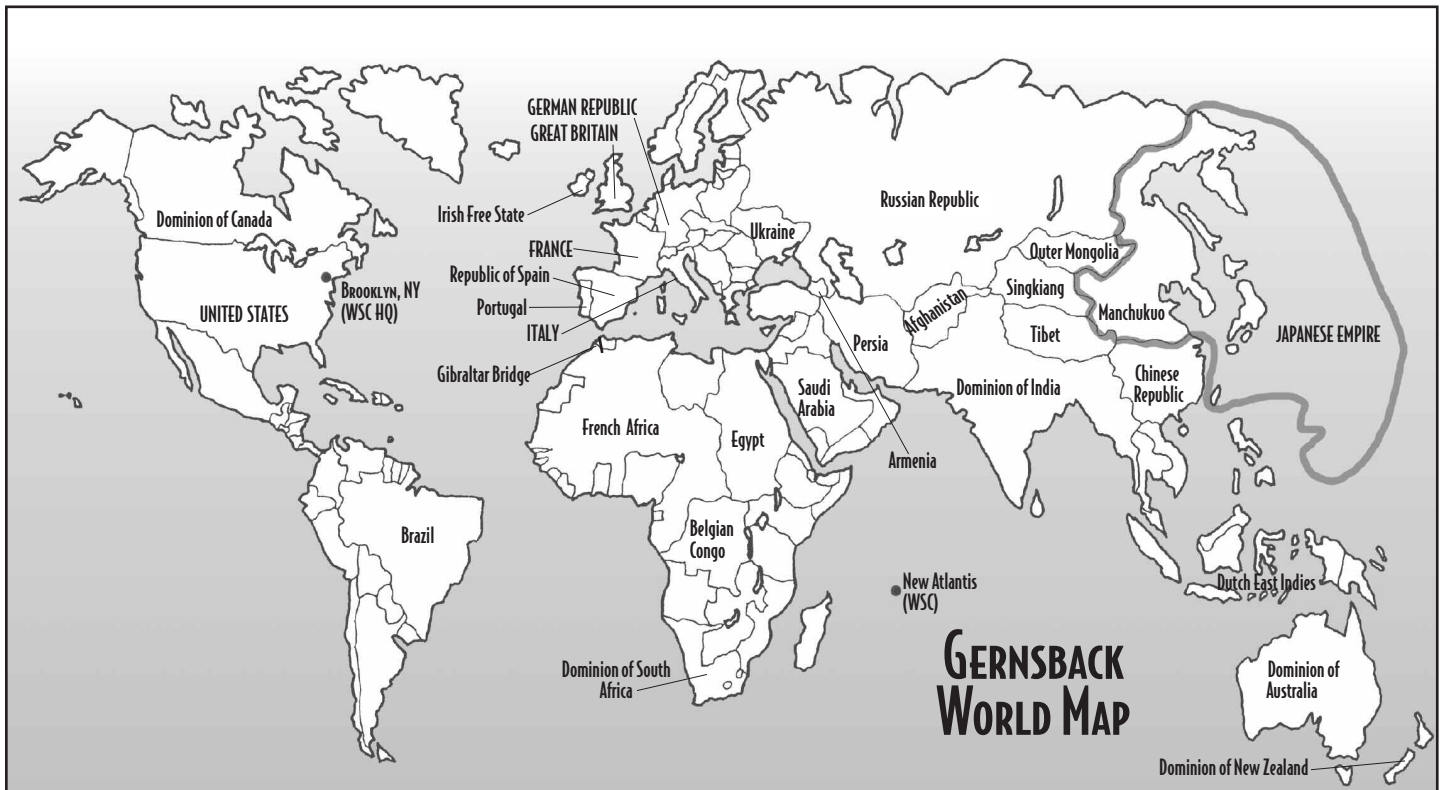 GERMAN REPUBLIC
GREAT BRITAIN
Irish Free State
FRANCE
Republic of Spain
Portugal
ITALY
Gibraltar Bridge
Dominion of Canada
UNITED STATES
BROOKLYN, NY
(WSC HQ)
Brazil
Ukraine
Russian Republic
Outer Mongolia
Singkiang
Manchukuo
JAPANESE EMPIRE
Afghanistan
Tibet
Persia
Chinese
Republic
Saudi
Arabia
Dominion of India
French Africa
Egypt
Armenia
Belgian
Congo
New Atlantis
(WSC)
Dutch East Indies
Dominion of South
Africa
GERNSBACK
WORLD MAP
Dominion of
Australia
Dominion of New Zealand